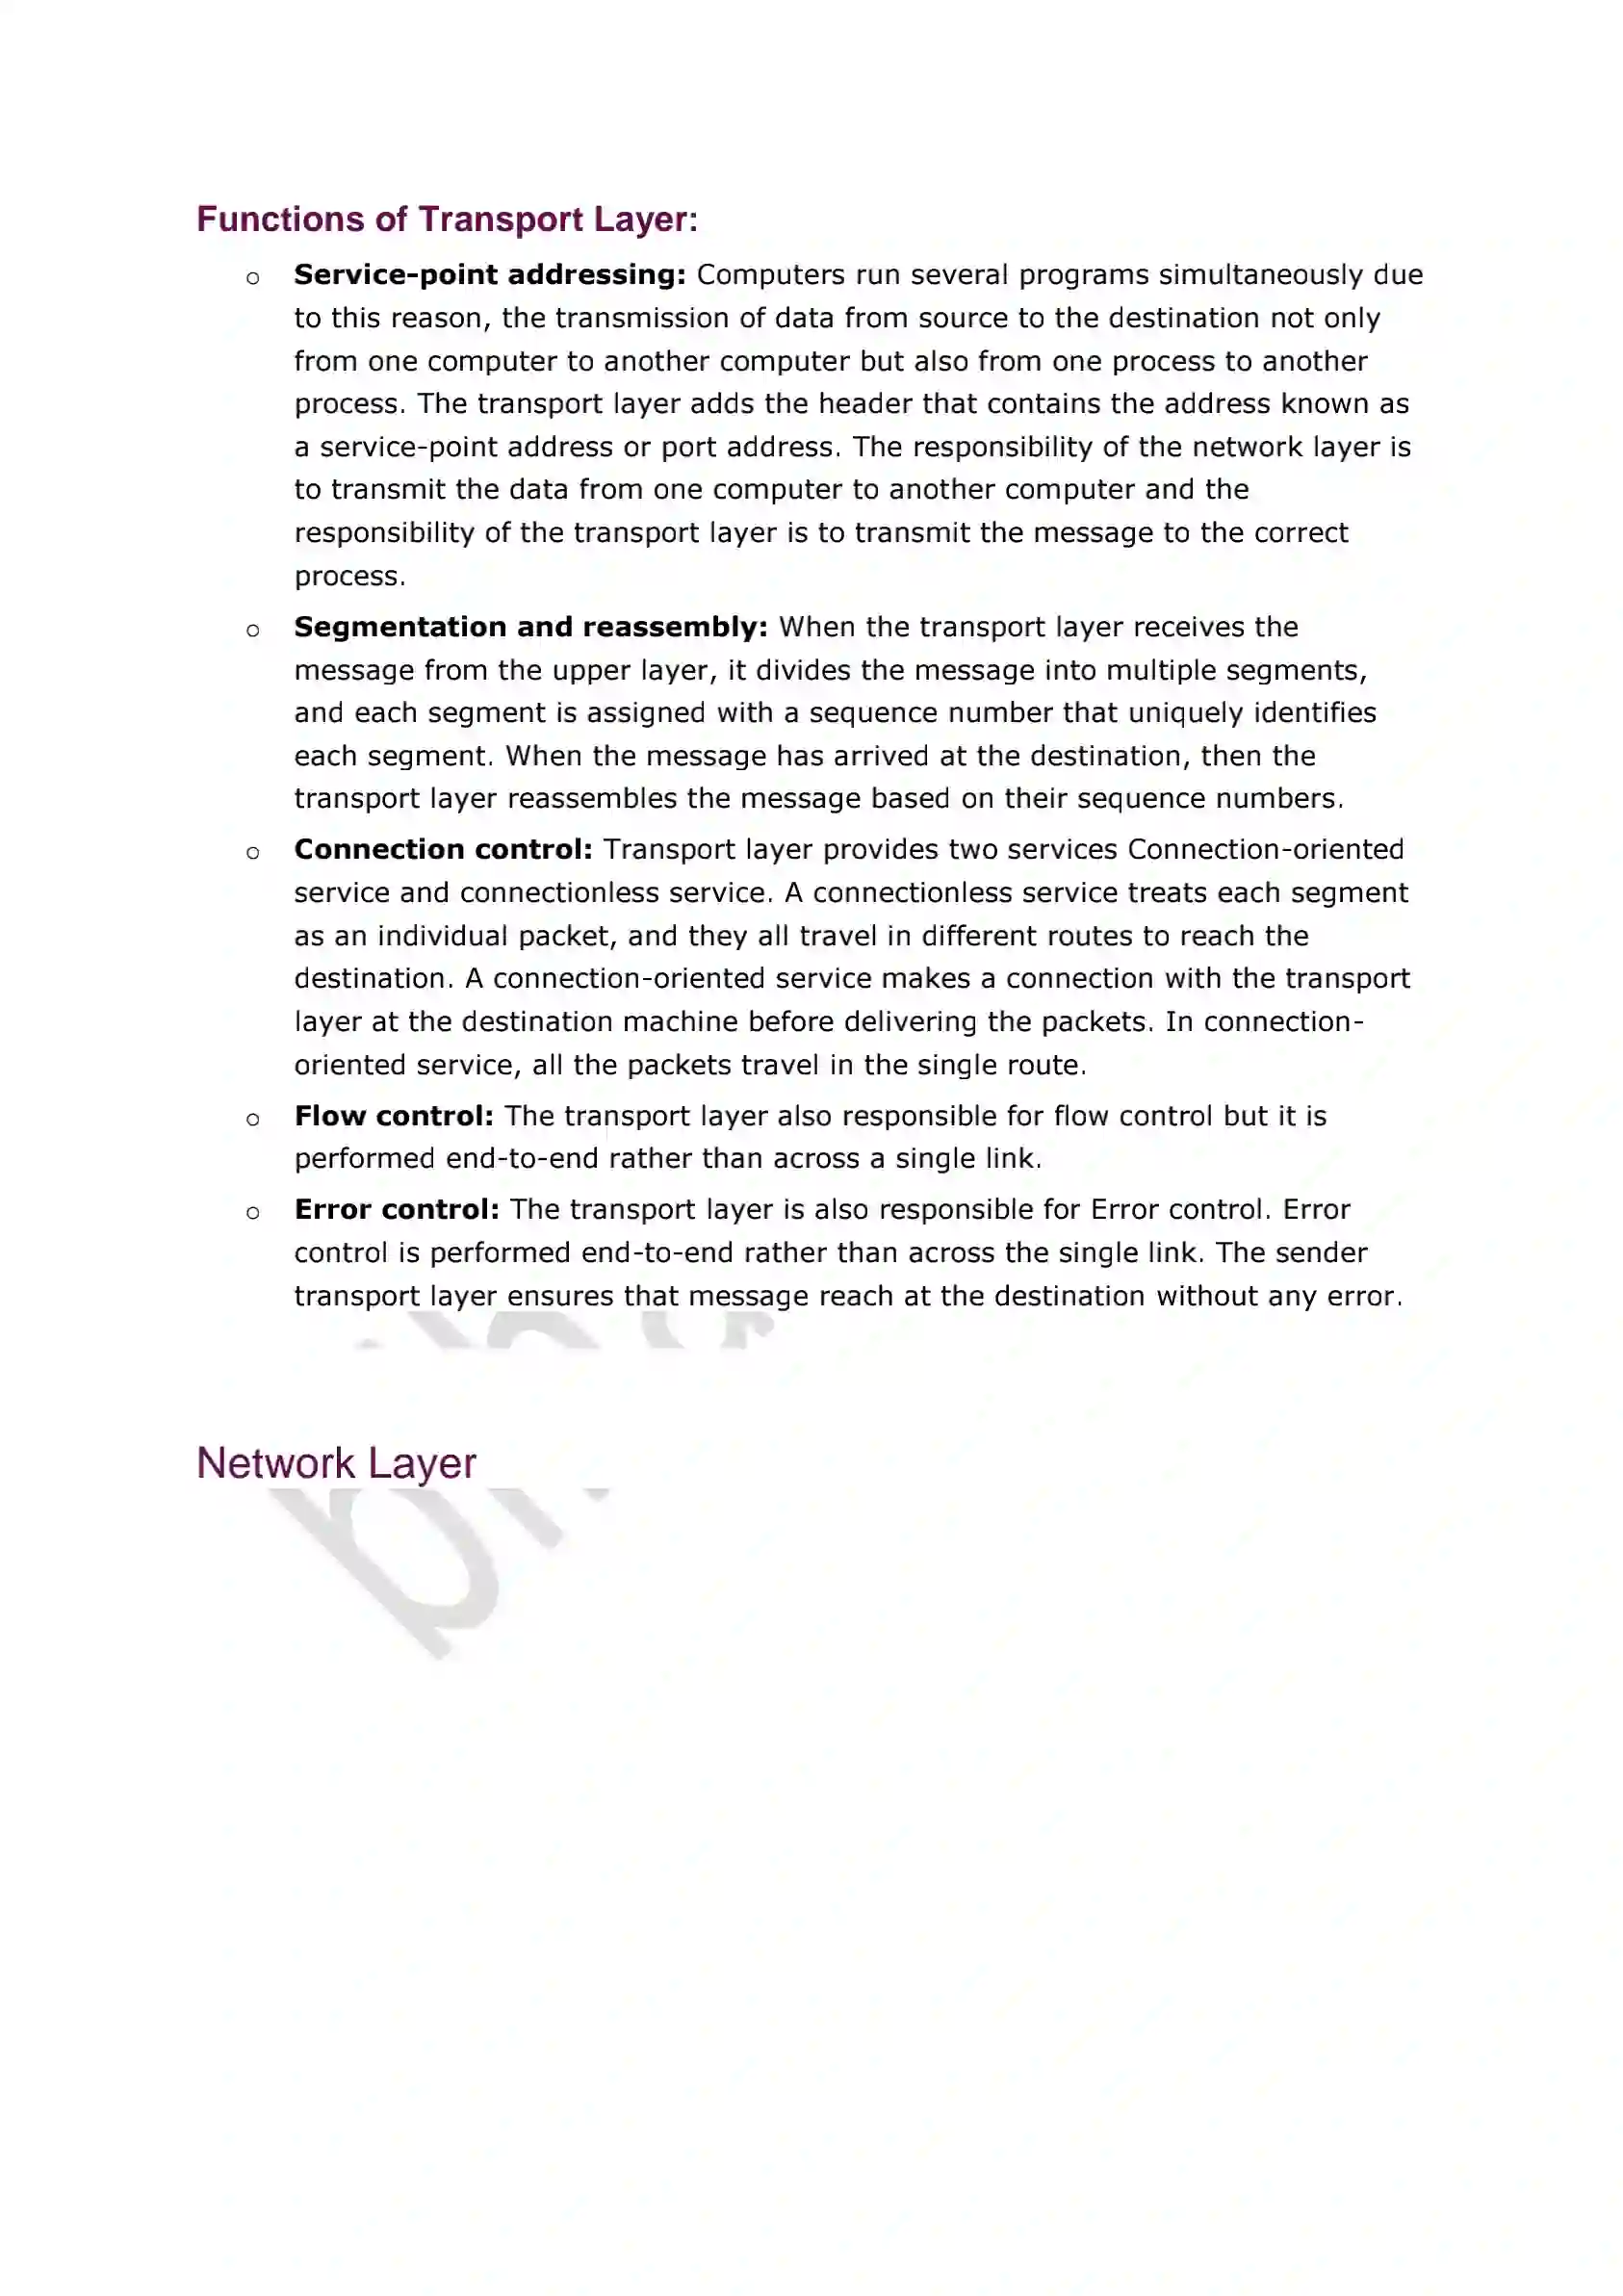 Functions of Transport Layer:
o Service-point addressing: Computers run several programs simultaneously due
to this reason, the transmission of data from source to the destination not only
from one computer to another computer but also from one process to another
process. The transport layer adds the header that contains the address known as
a service-point address or port address. The responsibility of the network layer is
to transmit the data from one computer to another computer and the
responsibility of the transport layer is to transmit the message to the correct
process.
o Segmentation and reassembly: When the transport layer receives the
message from the upper layer, it divides the message into multiple segments,
and each segment is assigned with a sequence number that uniquely identifies
each segment. When the message has arrived at the destination, then the
transport layer reassembles the message based on their sequence numbers.
o Connection control: Transport layer provides two services Connection-oriented
service and connectionless service. A connectionless service treats each segment
as an individual packet, and they all travel in different routes to reach the
destination. A connection-oriented service makes a connection with the transport
layer at the destination machine before delivering the packets. In connection-
oriented service, all the packets travel in the single route.
o Flow control: The transport layer also responsible for flow control but it is
performed end-to-end rather than across a single link.
o Error control: The transport layer is also responsible for Error control. Error
control is performed end-to-end rather than across the single link. The sender
transport layer ensures that message reach at the destination without any error.
Network Layer